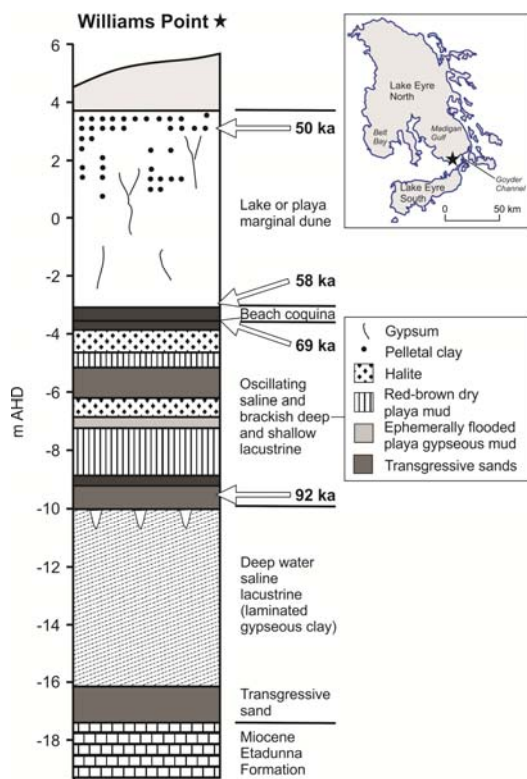 Williams Point ★
6
4
2
0
-2
-4
-6
-8
-10
-12
-14
-16
-18
m AHD
50 ka
58 ka
69 ka
92 ka
Lake or playa
marginal dune
Beach coquina
Oscillating
saline and
brackish deep
and shallow
lacustrine
Deep water
saline
lacustrine
(laminated
gypseous clay)
Transgressive
sand
Miocene
Etadunna
Formation
Lake Eyre
North
Belt
Bay
Madigan
Gulf
Goyder
Channel
Lake Eyre
South
0 50 km
Gypsum
Pelletal clay
Halite
Red-brown dry
playa mud
Ephemerally flooded
playa gypseous mud
Transgressive sands